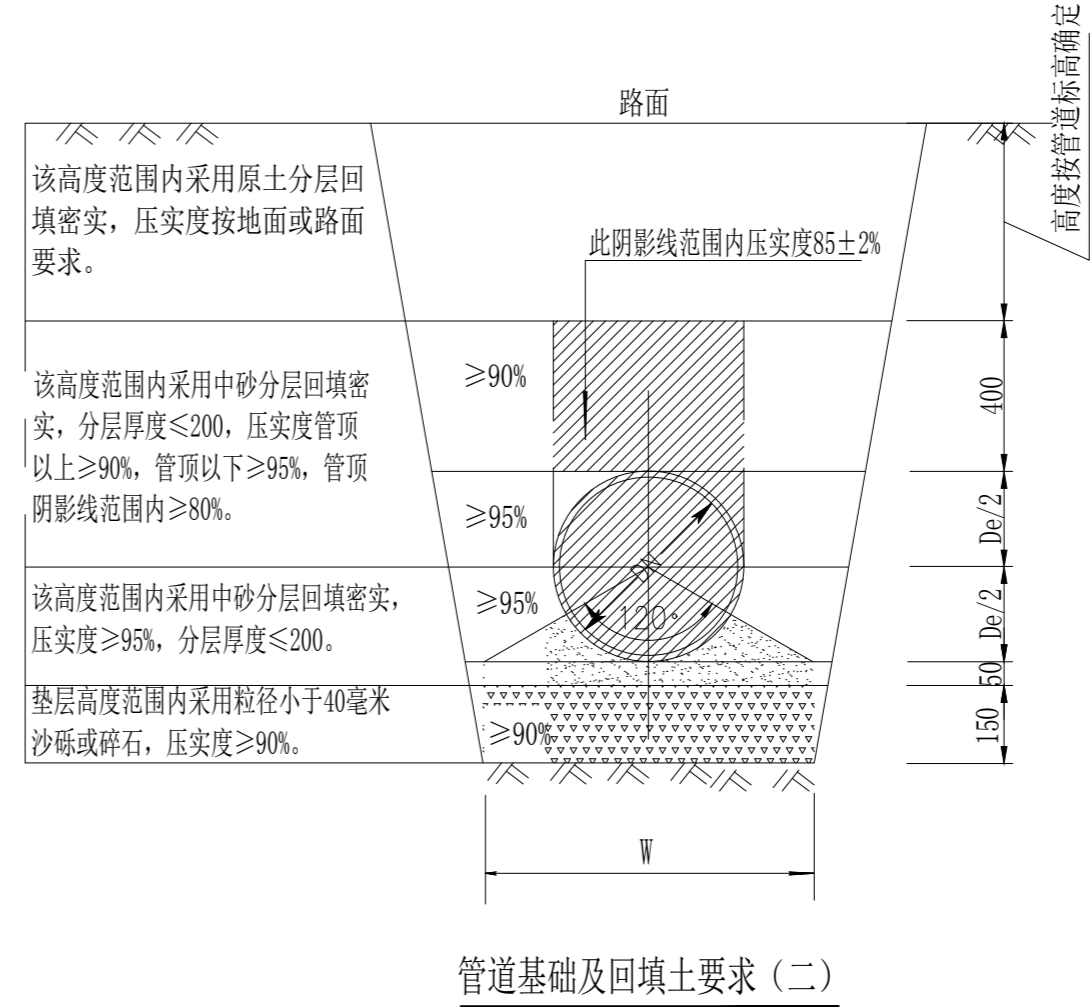 路面
高度按管道标高确定
该高度范围内采用原土分层回
填密实，压实度按地面或路面
要求。
此阴影线范围内压实度85±2%
该高度范围内采用中砂分层回填密
实，分层厚度≤200，压实度管顶
以上≥90%，管顶以下≥95%，管顶
阴影线范围内≥80%。
≥90%
400
≥95%
De/2
该高度范围内采用中砂分层回填密实，
压实度≥95%，分层厚度≤200。
≥95%
DN
120°
De/2
50
垫层高度范围内采用粒径小于40毫米
沙砾或碎石，压实度≥90%。
≥90%
150
W
管道基础及回填土要求（二）